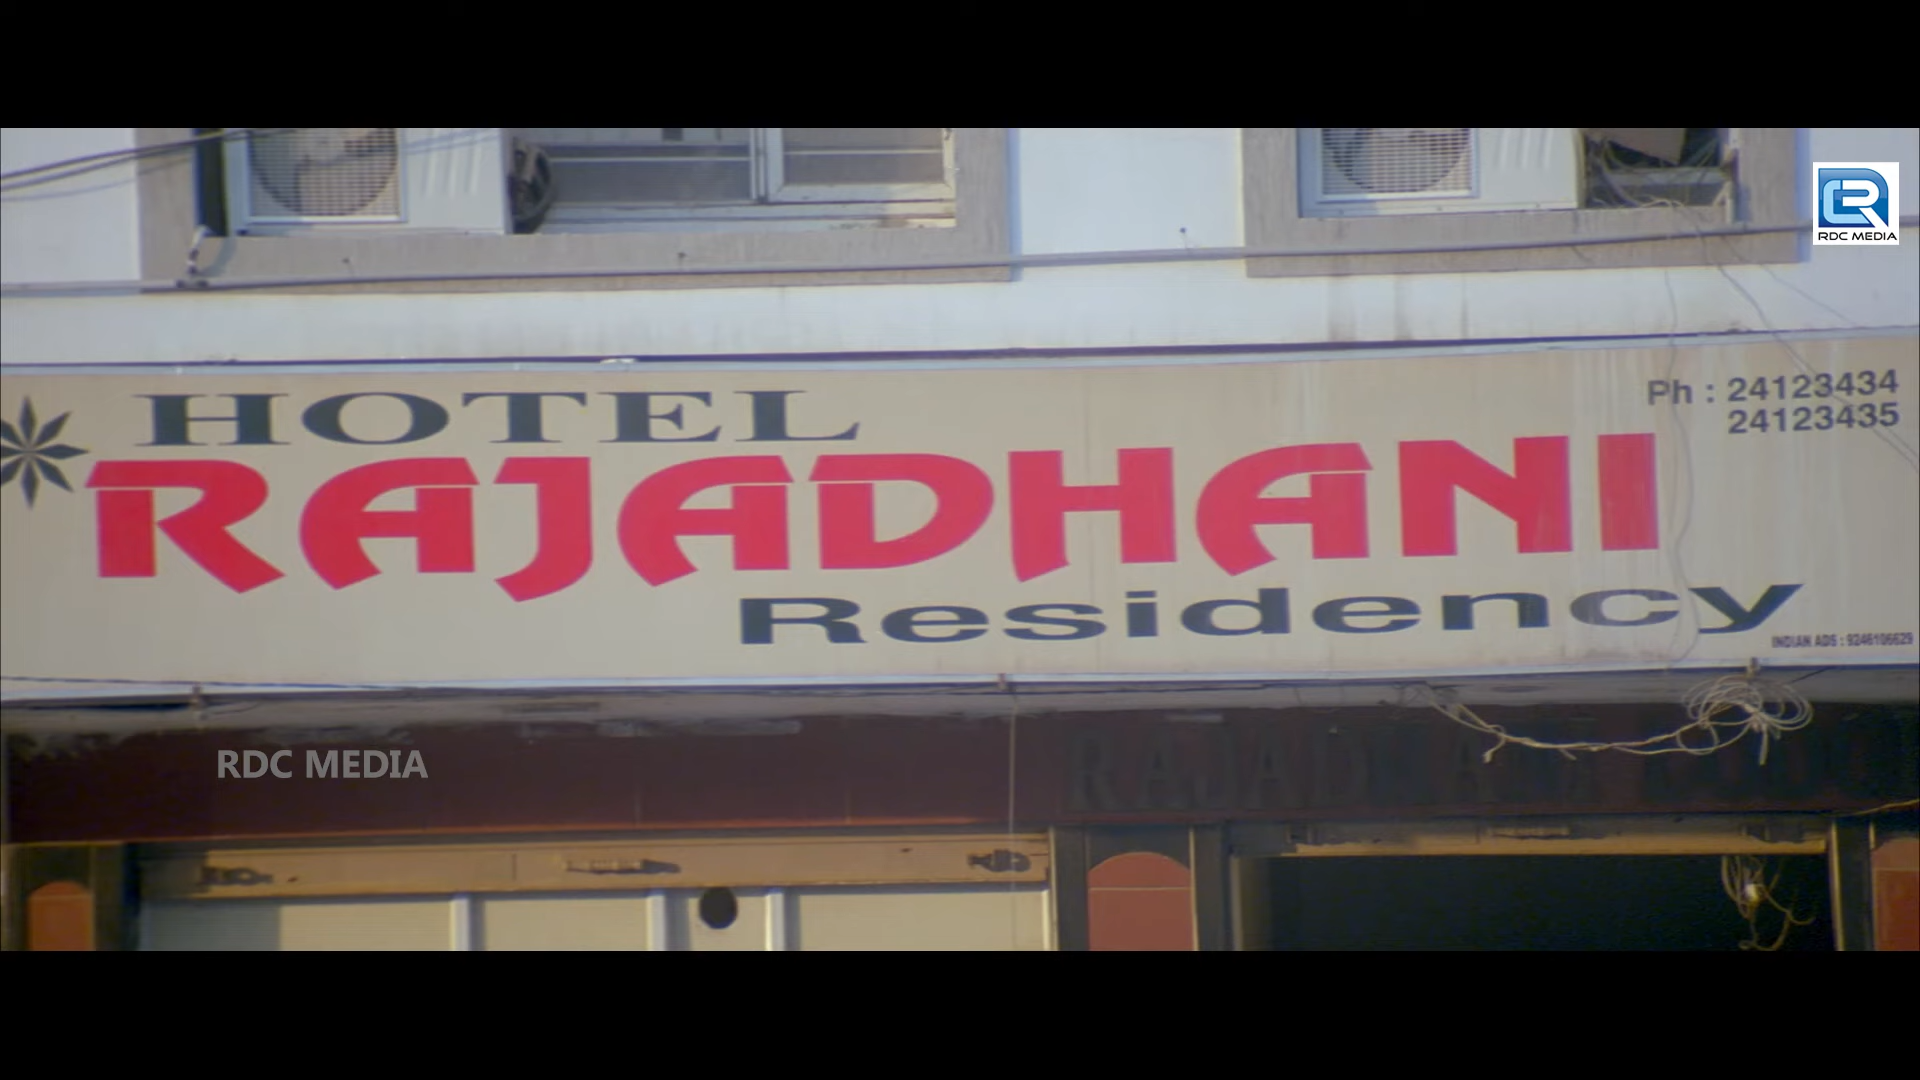 RDC MEDIA
HOTEL
Ph : 24123434
24123435
RAJADHANI
Residency
INDIAN ADS : 9246106629
RDC MEDIA